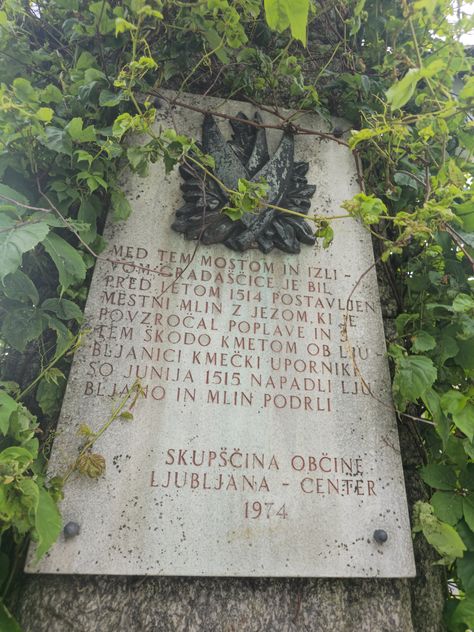 MED TEM MOSTOM IN IZLI-
VOM GRADAŠČICE JE BIL
PRED LETOM 1514 POSTAVLJEN
MESTNI MLIN Z JEZOM, KI JE
POVZROČAL POPLAVE IN S
TEM ŠKODO KMETOM OB LJU
BLJANICI KMEČKI UPORNIKI
SO JUNIJA 1515 NAPADLI LJU
BLJANO IN MLIN PODRLI
SKUPŠČINA OBČINE
LJUBLJANA - CENTER
1974